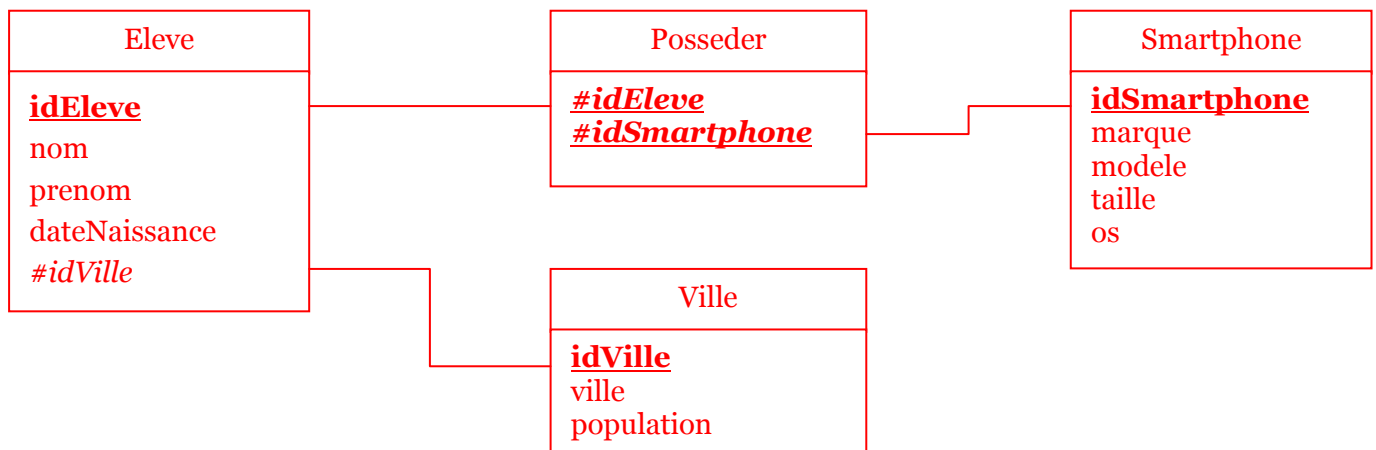 Eleve
idEleve
nom
prenom
dateNaissance
#idVille
Posseder
#idEleve
#idSmartphone
Smartphone
idSmartphone
marque
modele
taille
os
Ville
idVille
ville
population